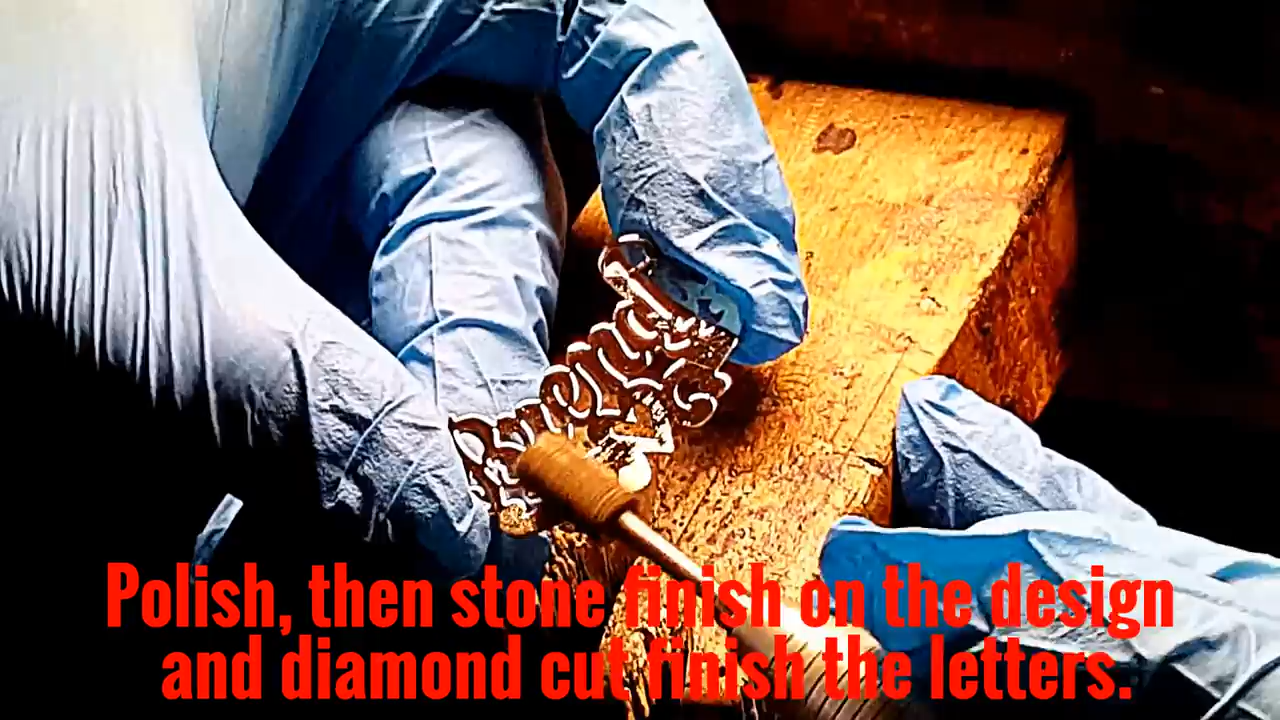 Polish, then stone finish on the design
and diamond cut finish the letters.